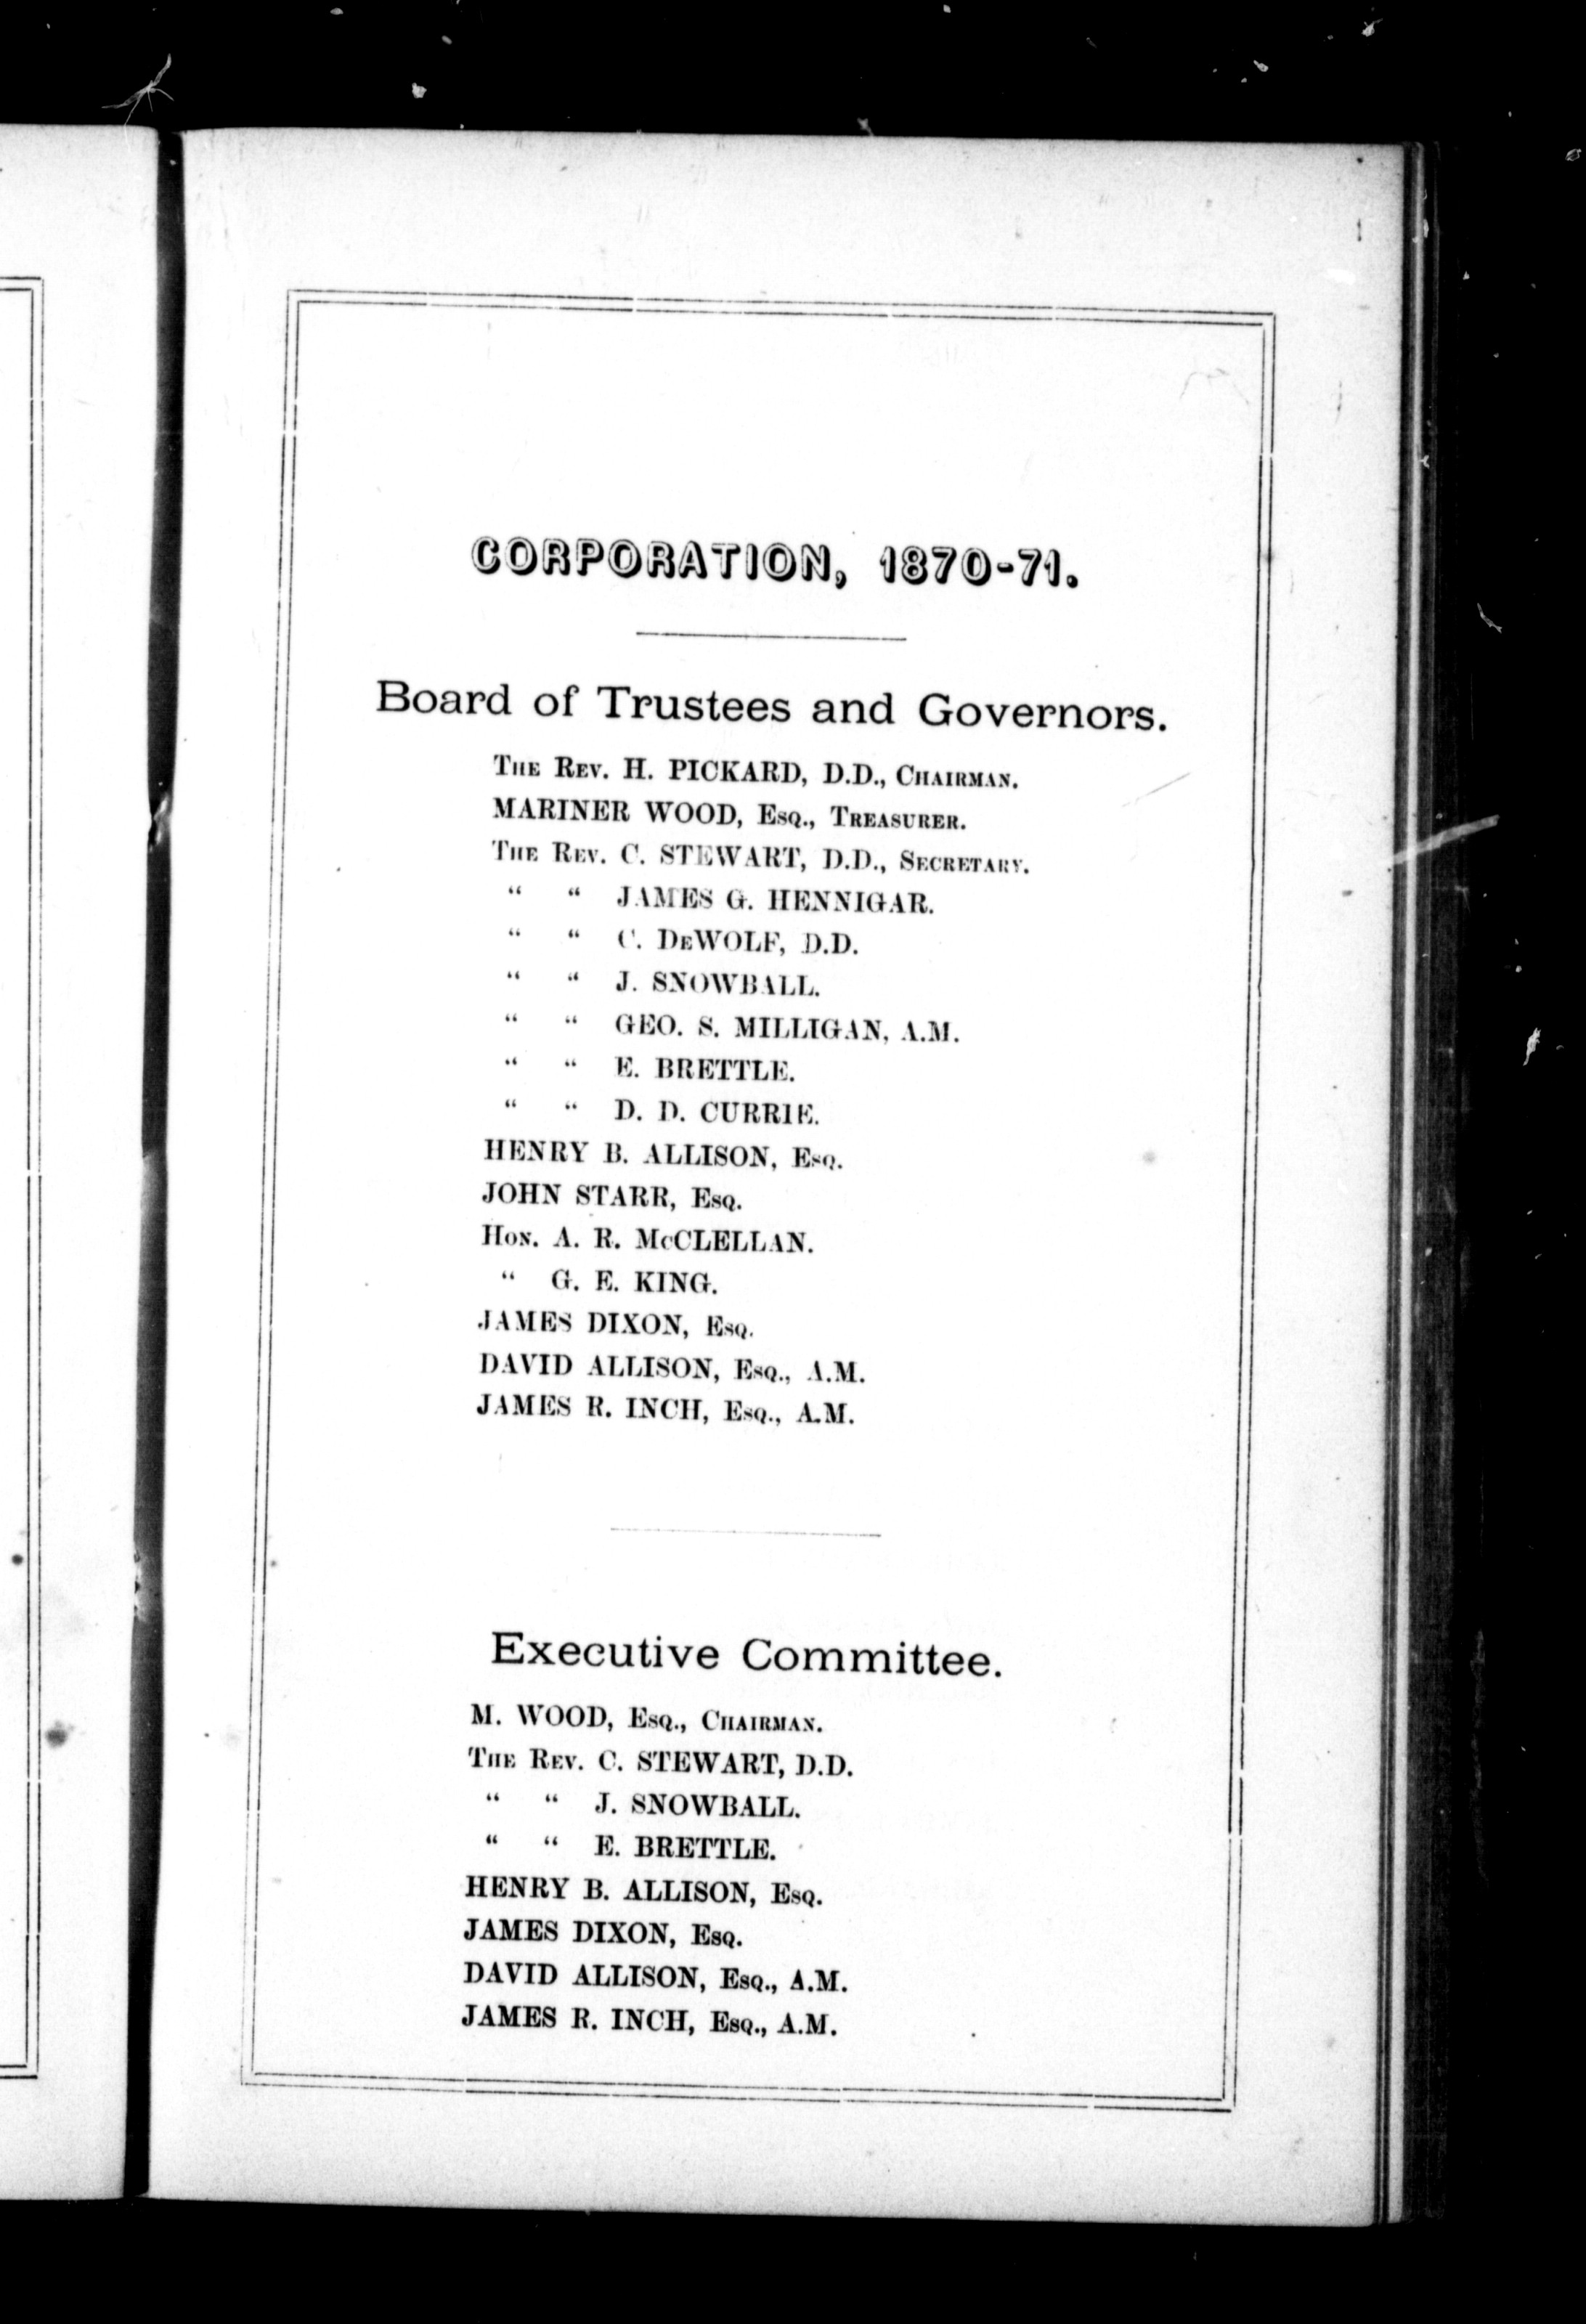 CORPORATION, 1870-71.
Board of Trustees and Governors.
THE REV. H. PICKARD, D.D., CHAIRMAN.
MARINER WOOD, ESQ., TREASURER.
THE REV. C. STEWART, D.D., SECRETARY.
“ “ JAMES G. HENNIGAR.
“ “ C. DEWOLF, D.D.
“ “ J. SNOWBALL.
“ “ GEO. S. MILLIGAN, A.M.
“ “ E. BRETTLE.
“ “ D. D. CURRIE.
HENRY B. ALLISON, ESQ.
JOHN STARR, ESQ.
HON. A. R. McCLELLAN.
“ G. E. KING.
JAMES DIXON, ESQ.
DAVID ALLISON, ESQ., A.M.
JAMES R. INCH, ESQ., A.M.
Executive Committee.
M. WOOD, ESQ., CHAIRMAN.
THE REV. C. STEWART, D.D.
“ “ J. SNOWBALL.
“ “ E. BRETTLE.
HENRY B. ALLISON, ESQ.
JAMES DIXON, ESQ.
DAVID ALLISON, ESQ., A.M.
JAMES R. INCH, ESQ., A.M.